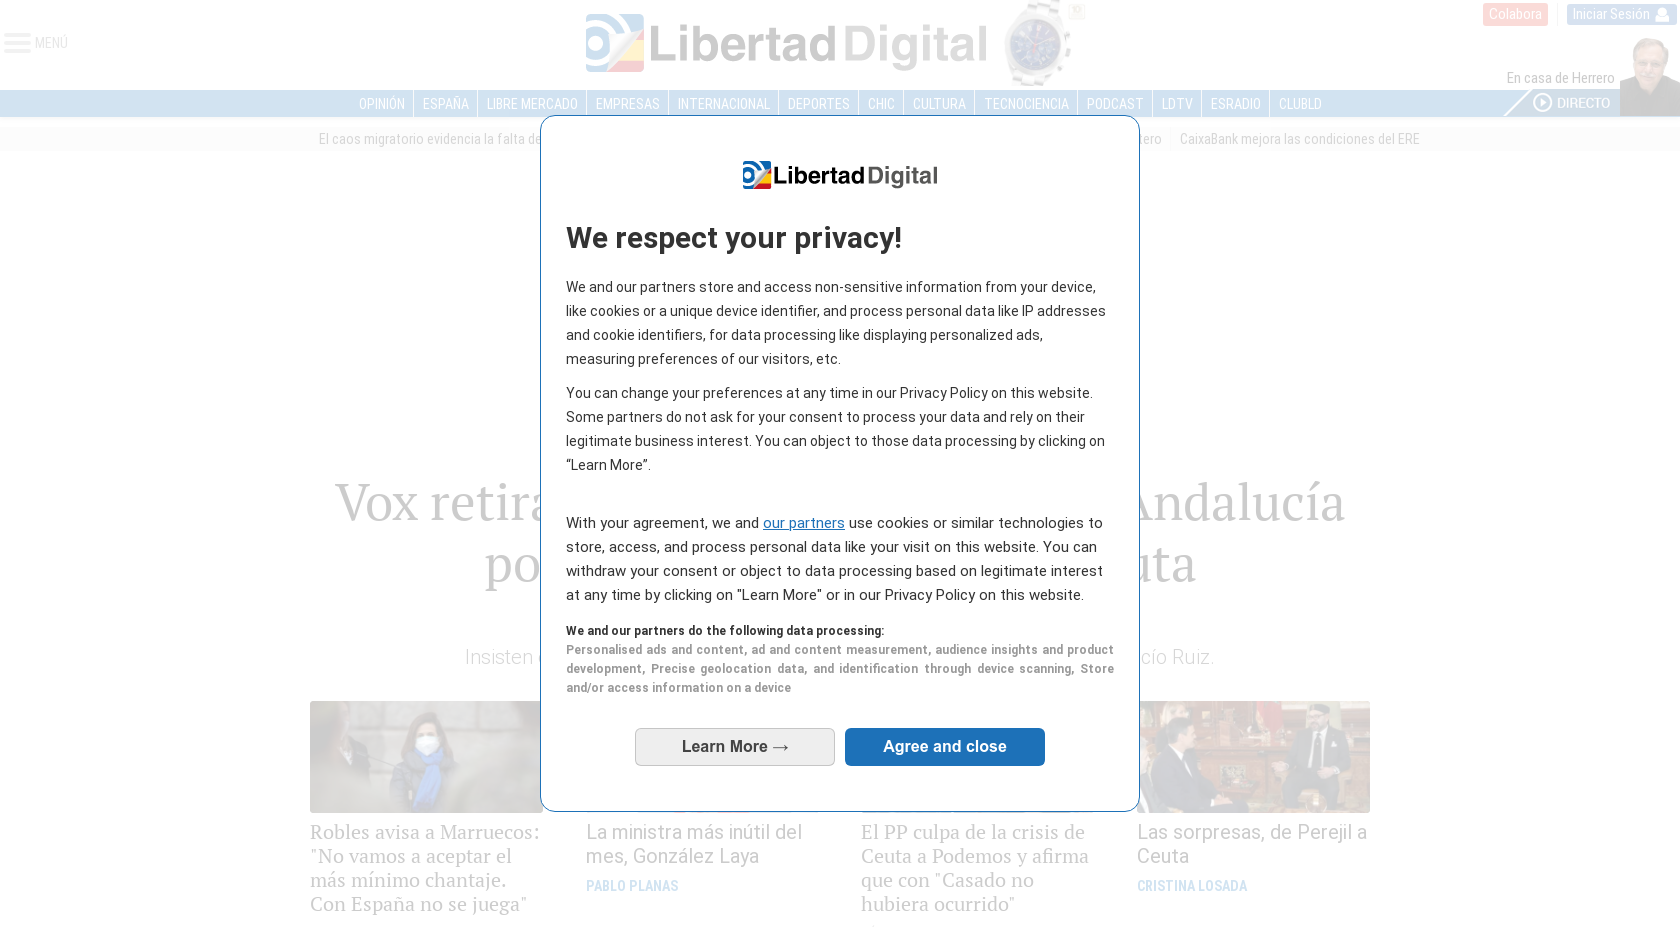 MENÚ
Libertad Digital
Colabora
Iniciar Sesión
En casa de Herrero
DIRECTO
OPINIÓN
ESPAÑA
LIBRE MERCADO
EMPRESAS
INTERNACIONAL
DEPORTES
CHIC
CULTURA
TECNOCIENCIA
PODCAST
LDTV
ESRADIO
CLUBLD
El caos migratorio evidencia la falta de
tero
CaixaBank mejora las condiciones del ERE
Libertad Digital
We respect your privacy!
We and our partners store and access non-sensitive information from your device,
like cookies or a unique device identifier, and process personal data like IP addresses
and cookie identifiers, for data processing like displaying personalized ads,
measuring preferences of our visitors, etc.
You can change your preferences at any time in our Privacy Policy on this website.
Some partners do not ask for your consent to process your data and rely on their
legitimate business interest. You can object to those data processing by clicking on
“Learn More”.
With your agreement, we and our partners use cookies or similar technologies to
store, access, and process personal data like your visit on this website. You can
withdraw your consent or object to data processing based on legitimate interest
at any time by clicking on "Learn More" or in our Privacy Policy on this website.
We and our partners do the following data processing:
Personalised ads and content, ad and content measurement, audience insights and product
development, Precise geolocation data, and identification through device scanning, Store
and/or access information on a device
Learn More →
Agree and close
Vox retira Andalucía
po uta
Insisten cío Ruiz.
Robles avisa a Marruecos:
"No vamos a aceptar el
más mínimo chantaje.
Con España no se juega"
La ministra más inútil del
mes, González Laya
PABLO PLANAS
El PP culpa de la crisis de
Ceuta a Podemos y afirma
que con "Casado no
hubiera ocurrido"
Las sorpresas, de Perejil a
Ceuta
CRISTINA LOSADA